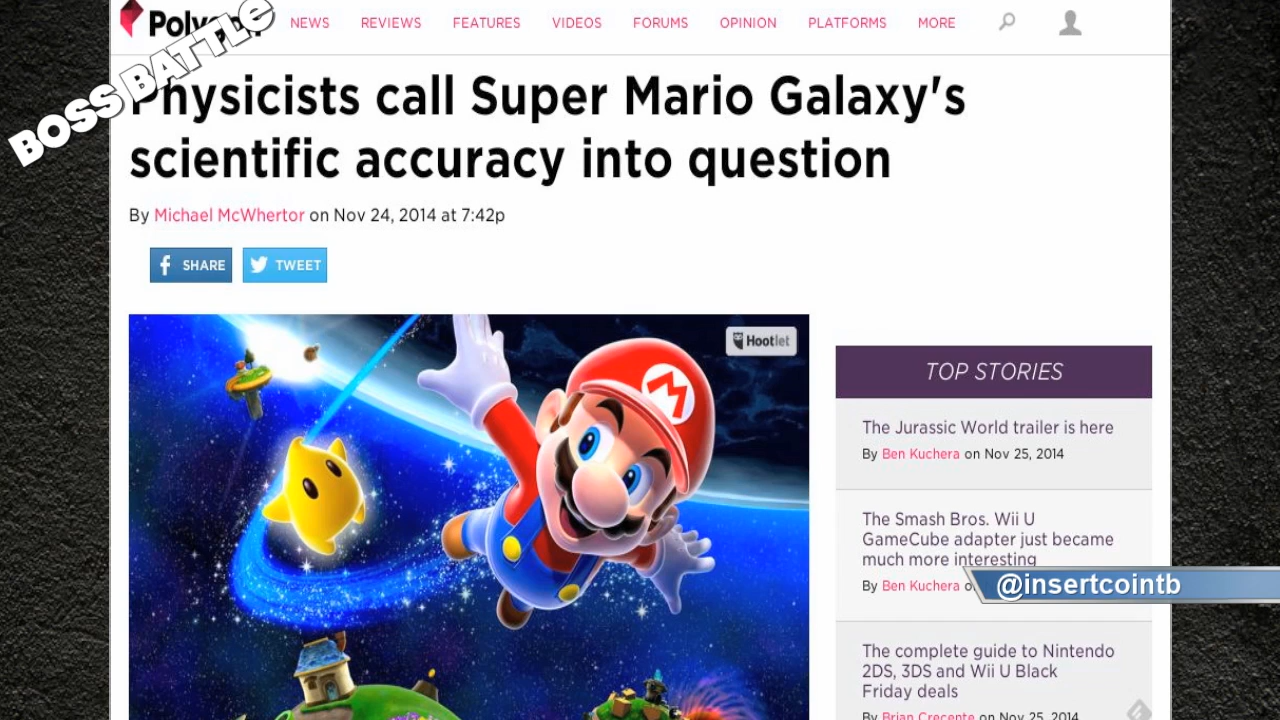 BOSS BATTLE
NEWS REVIEWS FEATURES VIDEOS FORUMS OPINION PLATFORMS MORE
Physicists call Super Mario Galaxy's
scientific accuracy into question
By Michael McWhertor on Nov 24, 2014 at 7:42p
SHARE TWEET
Hootlet
M
TOP STORIES
The Jurassic World trailer is here
By Ben Kuchera on Nov 25, 2014
The Smash Bros. Wii U
GameCube adapter just became
much more interesting
By Ben Kuchera
@insertcointb
The complete guide to Nintendo
2DS, 3DS and Wii U Black
Friday deals
By Brian Crecente on Nov 25, 2014